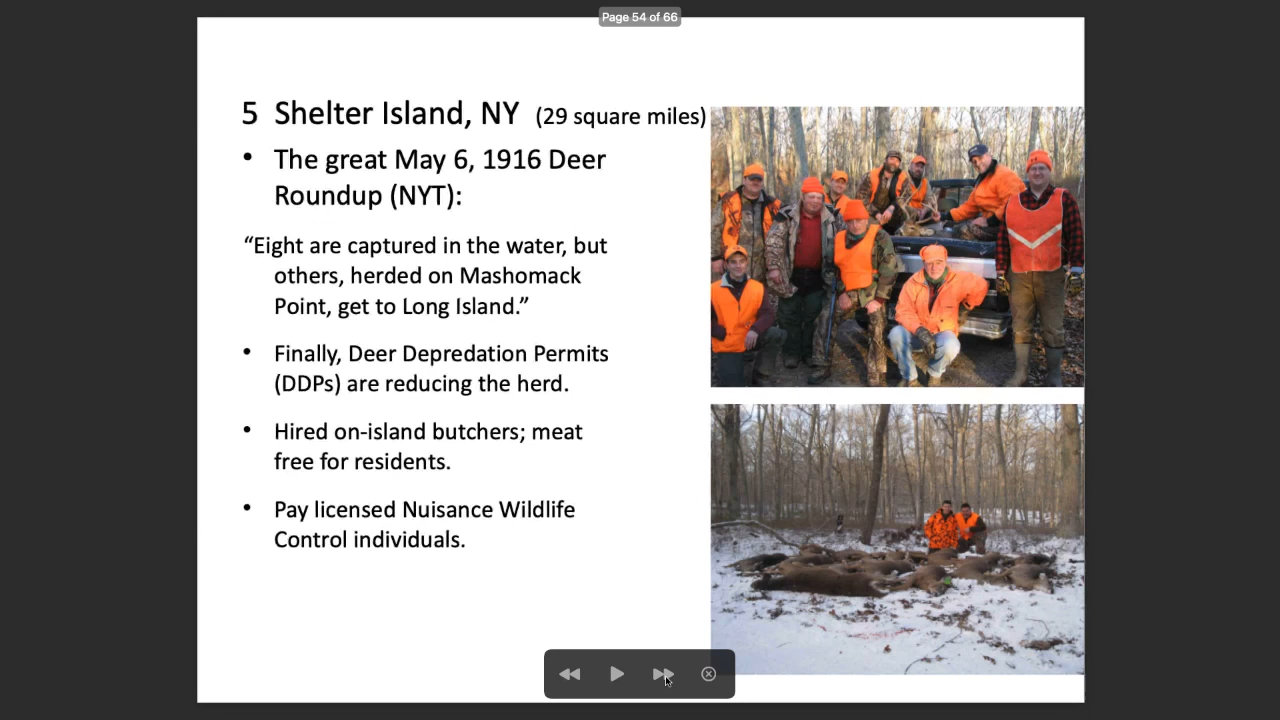 Page 54 of 66
5 Shelter Island, NY (29 square miles)
• The great May 6, 1916 Deer
Roundup (NYT):
“Eight are captured in the water, but
others, herded on Mashomack
Point, get to Long Island.”
• Finally, Deer Depredation Permits
(DDPs) are reducing the herd.
• Hired on-island butchers; meat
free for residents.
• Pay licensed Nuisance Wildlife
Control individuals.